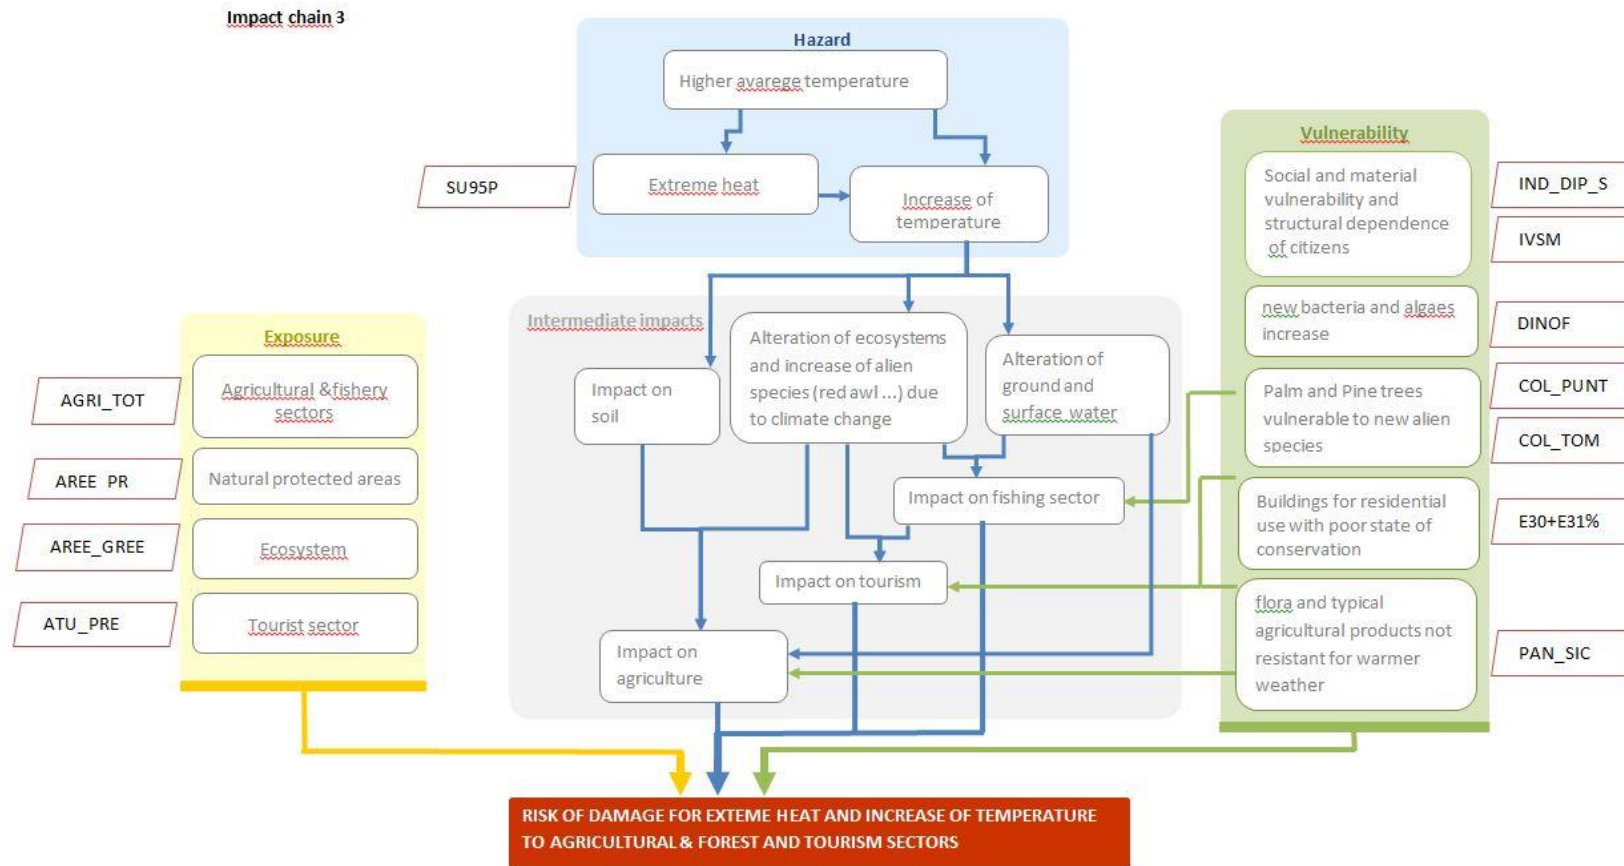 Impact chain 3
Hazard
Higher avarege temperature
SU95P
Extreme heat
Increase of
temperature
Vulnerability
Social and material
vulnerability and
structural dependence
of citizens
IND_DIP_S
IVSM
new bacteria and algaes
increase
DINOF
Palm and Pine trees
vulnerable to new alien
species
COL_PUNT
COL_TOM
Buildings for residential
use with poor state of
conservation
E30+E31%
flora and typical
agricultural products not
resistant for warmer
weather
PAN_SIC
Intermediate impacts
Impact on
soil
Alteration of ecosystems
and increase of alien
species (red awl ...) due
to climate change
Alteration of
ground and
surface water
Impact on fishing sector
Impact on tourism
Impact on
agriculture
Exposure
AGRI_TOT
Agricultural &fishery
sectors
AREE_PR
Natural protected areas
AREE_GREE
Ecosystem
ATU_PRE
Tourist sector
RISK OF DAMAGE FOR EXTEME HEAT AND INCREASE OF TEMPERATURE
TO AGRICULTURAL & FOREST AND TOURISM SECTORS